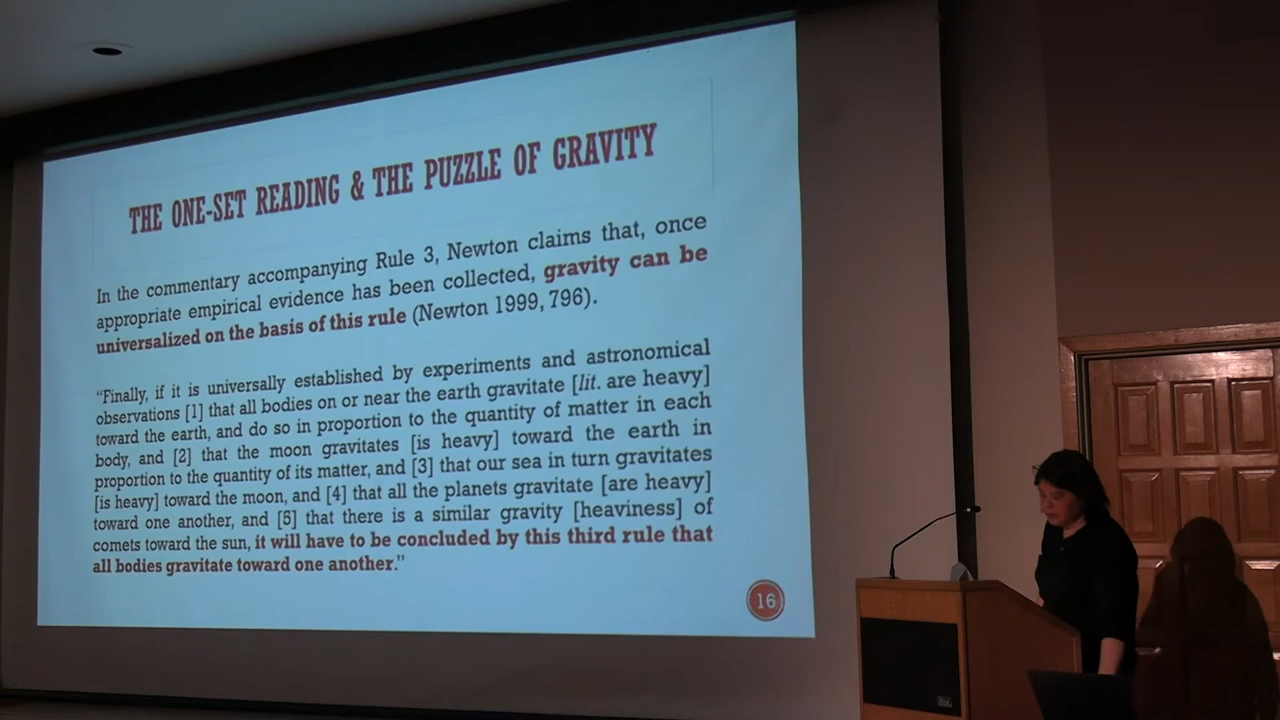 THE ONE-SET READING & THE PUZZLE OF GRAVITY
In the commentary accompanying Rule 3, Newton claims that, once
appropriate empirical evidence has been collected, gravity can be
universalized on the basis of this rule (Newton 1999, 796).
“Finally, if it is universally established by experiments and astronomical
observations [1] that all bodies on or near the earth gravitate [lit. are heavy]
toward the earth, and do so in proportion to the quantity of matter in each
body, and [2] that the moon gravitates [is heavy] toward the earth in
proportion to the quantity of its matter, and [3] that our sea in turn gravitates
[is heavy] toward the moon, and [4] that all the planets gravitate [are heavy]
toward one another, and [5] that there is a similar gravity [heaviness] of
comets toward the sun, it will have to be concluded by this third rule that
all bodies gravitate toward one another.”
16